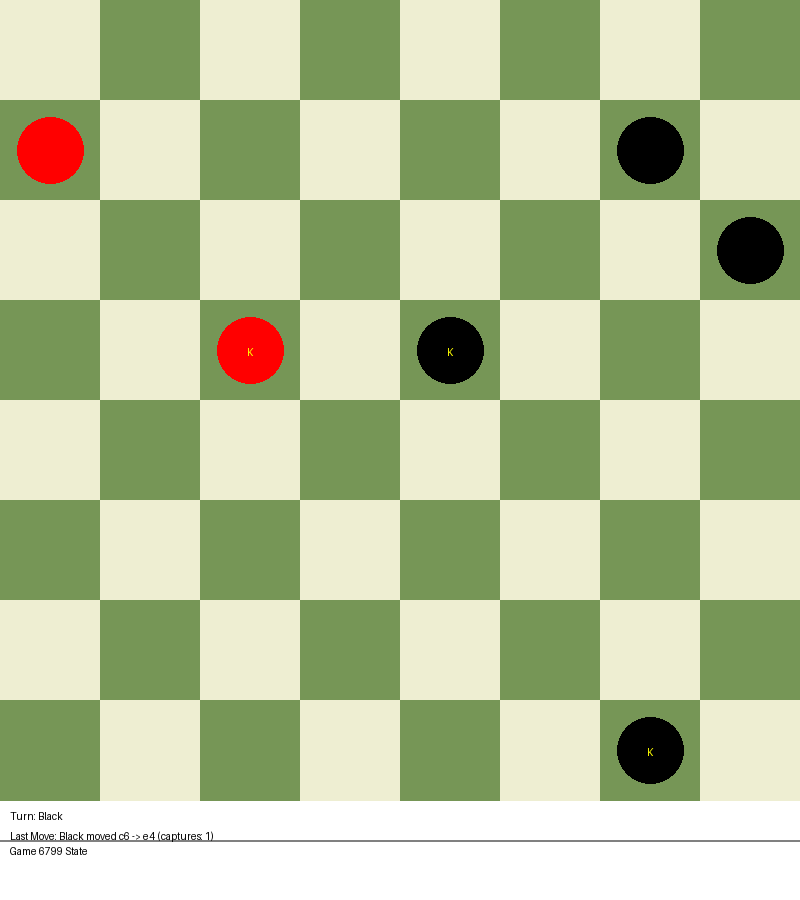 K
K
K
Turn: Black
Last Move: Black moved c6 -> e4 (captures: 1)
Game 6799 State